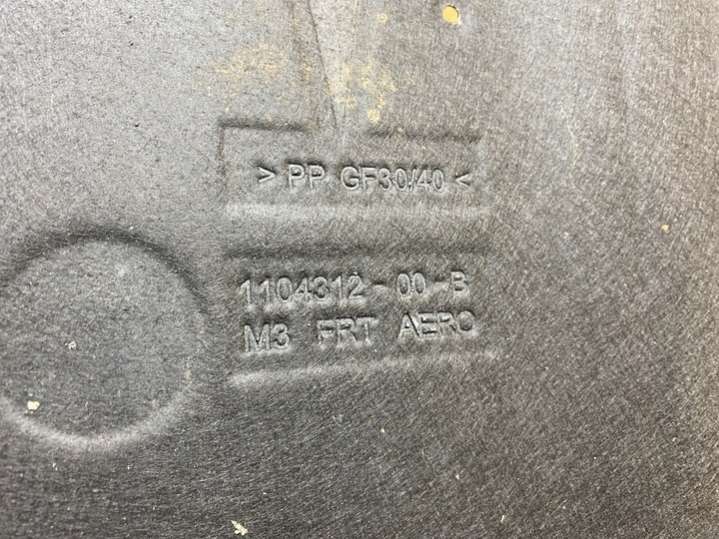 > PP GF30/40 <
1104312-00-B
M3 FRT AERO